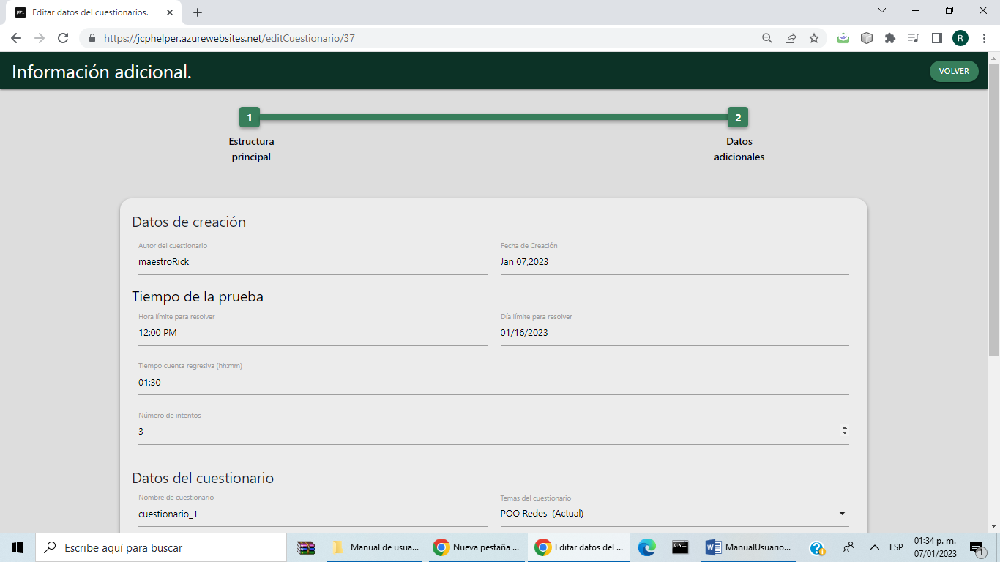 Editar datos del cuestionarios.
https://jcphelper.azurewebsites.net/editCuestionario/37
R
Información adicional.
VOLVER
1
2
Estructura
principal
Datos
adicionales
Datos de creación
Autor del cuestionario
Fecha de Creación
maestroRick
Jan 07,2023
Tiempo de la prueba
Hora límite para resolver
Día límite para resolver
12:00 PM
01/16/2023
Tiempo cuenta regresiva (hh:mm)
01:30
Número de intentos
3
Datos del cuestionario
Nombre de cuestionario
Temas del cuestionario
cuestionario_1
POO Redes (Actual)
Escribe aquí para buscar
Manual de usua...
Nueva pestaña ...
Editar datos del ...
ManualUsuario...
ESP
01:34 p. m.
07/01/2023
1